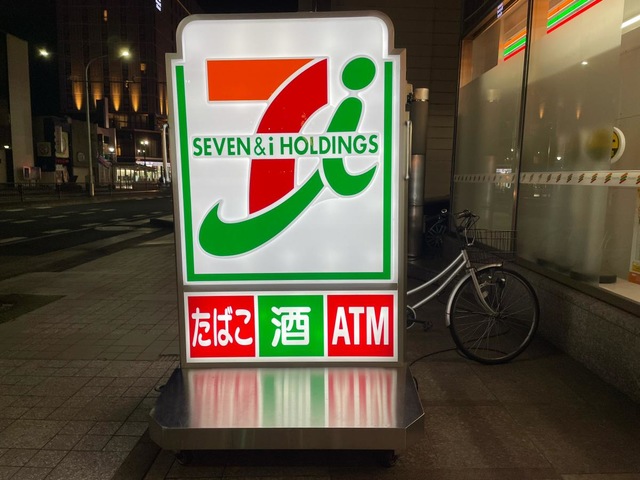 SEVEN & i HOLDINGS
たばこ 酒 ATM